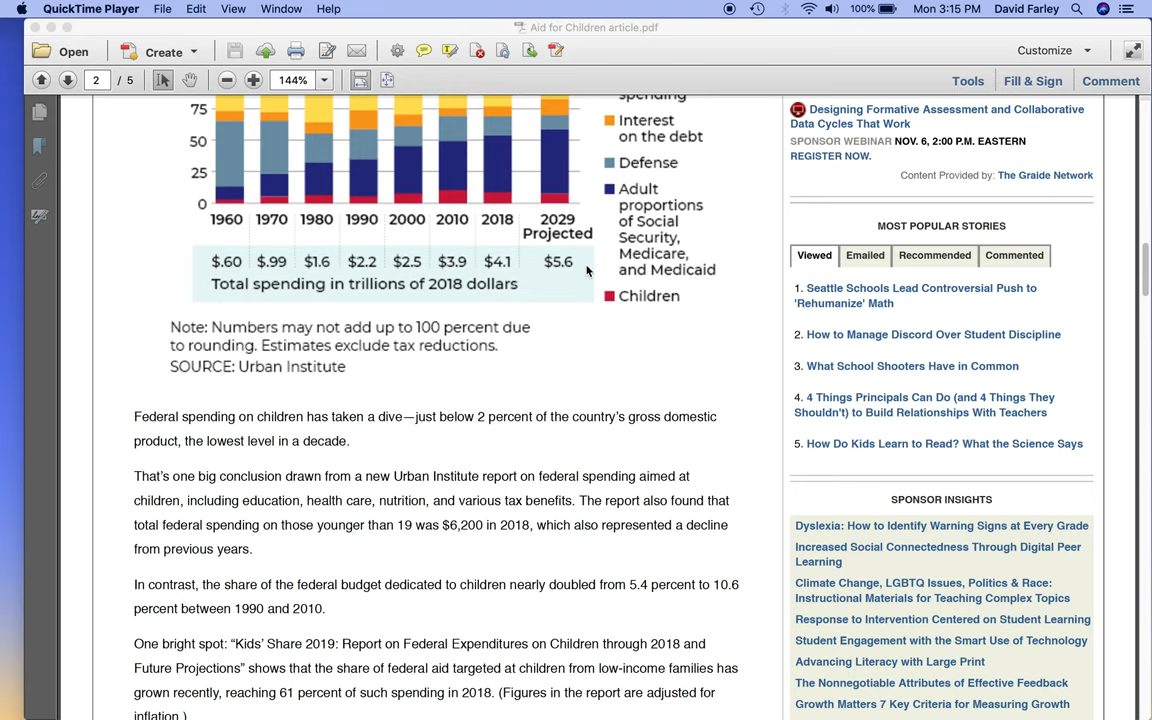 QuickTime Player File Edit View Window Help 100% Mon 3:15 PM David Farley
Aid for Children article.pdf
Open Create Customize
2 / 5 144% Tools Fill & Sign Comment
75
50
25
0
1960 1970 1980 1990 2000 2010 2018 2029
Projected
$.60 $.99 $1.6 $2.2 $2.5 $3.9 $4.1 $5.6
Total spending in trillions of 2018 dollars
spending
Interest
on the debt
Defense
Adult
proportions
of Social
Security,
Medicare,
and Medicaid
Children
Note: Numbers may not add up to 100 percent due
to rounding. Estimates exclude tax reductions.
SOURCE: Urban Institute
Federal spending on children has taken a dive—just below 2 percent of the country's gross domestic
product, the lowest level in a decade.
That's one big conclusion drawn from a new Urban Institute report on federal spending aimed at
children, including education, health care, nutrition, and various tax benefits. The report also found that
total federal spending on those younger than 19 was $6,200 in 2018, which also represented a decline
from previous years.
In contrast, the share of the federal budget dedicated to children nearly doubled from 5.4 percent to 10.6
percent between 1990 and 2010.
One bright spot: "Kids' Share 2019: Report on Federal Expenditures on Children through 2018 and
Future Projections" shows that the share of federal aid targeted at children from low-income families has
grown recently, reaching 61 percent of such spending in 2018. (Figures in the report are adjusted for
inflation.)
Designing Formative Assessment and Collaborative
Data Cycles That Work
SPONSOR WEBINAR NOV. 6, 2:00 P.M. EASTERN
REGISTER NOW.
Content Provided by: The Graide Network
MOST POPULAR STORIES
Viewed Emailed Recommended Commented
1. Seattle Schools Lead Controversial Push to
'Rehumanize' Math
2. How to Manage Discord Over Student Discipline
3. What School Shooters Have in Common
4. 4 Things Principals Can Do (and 4 Things They
Shouldn't) to Build Relationships With Teachers
5. How Do Kids Learn to Read? What the Science Says
SPONSOR INSIGHTS
Dyslexia: How to Identify Warning Signs at Every Grade
Increased Social Connectedness Through Digital Peer
Learning
Climate Change, LGBTQ Issues, Politics & Race:
Instructional Materials for Teaching Complex Topics
Response to Intervention Centered on Student Learning
Student Engagement with the Smart Use of Technology
Advancing Literacy with Large Print
The Nonnegotiable Attributes of Effective Feedback
Growth Matters 7 Key Criteria for Measuring Growth